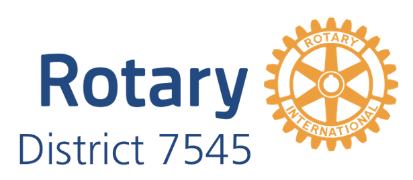 Rotary
District 7545
ROTARY
INTERNATIONAL